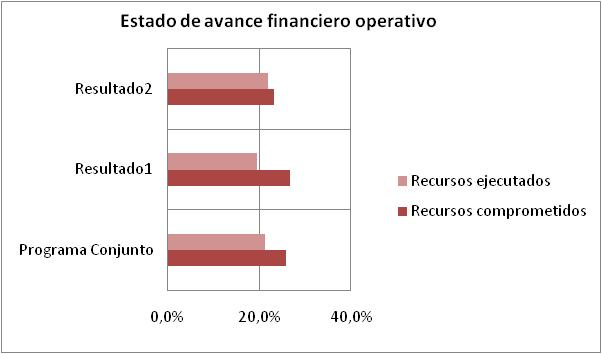 Estado de avance financiero operativo
Resultado2
Resultado1
Programa Conjunto
0,0% 20,0% 40,0%
Recursos ejecutados
Recursos comprometidos